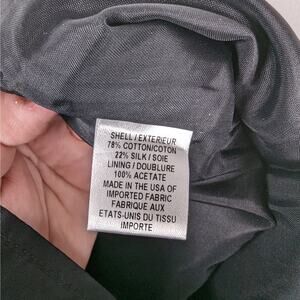 SHELL / EXTERIEUR
78% COTTON/COTON
22% SILK / SOIE
LINING / DOUBLURE
100% ACETATE
MADE IN THE USA OF
IMPORTED FABRIC
FABRIQUE AUX
ETATS-UNIS DU TISSU
IMPORTE